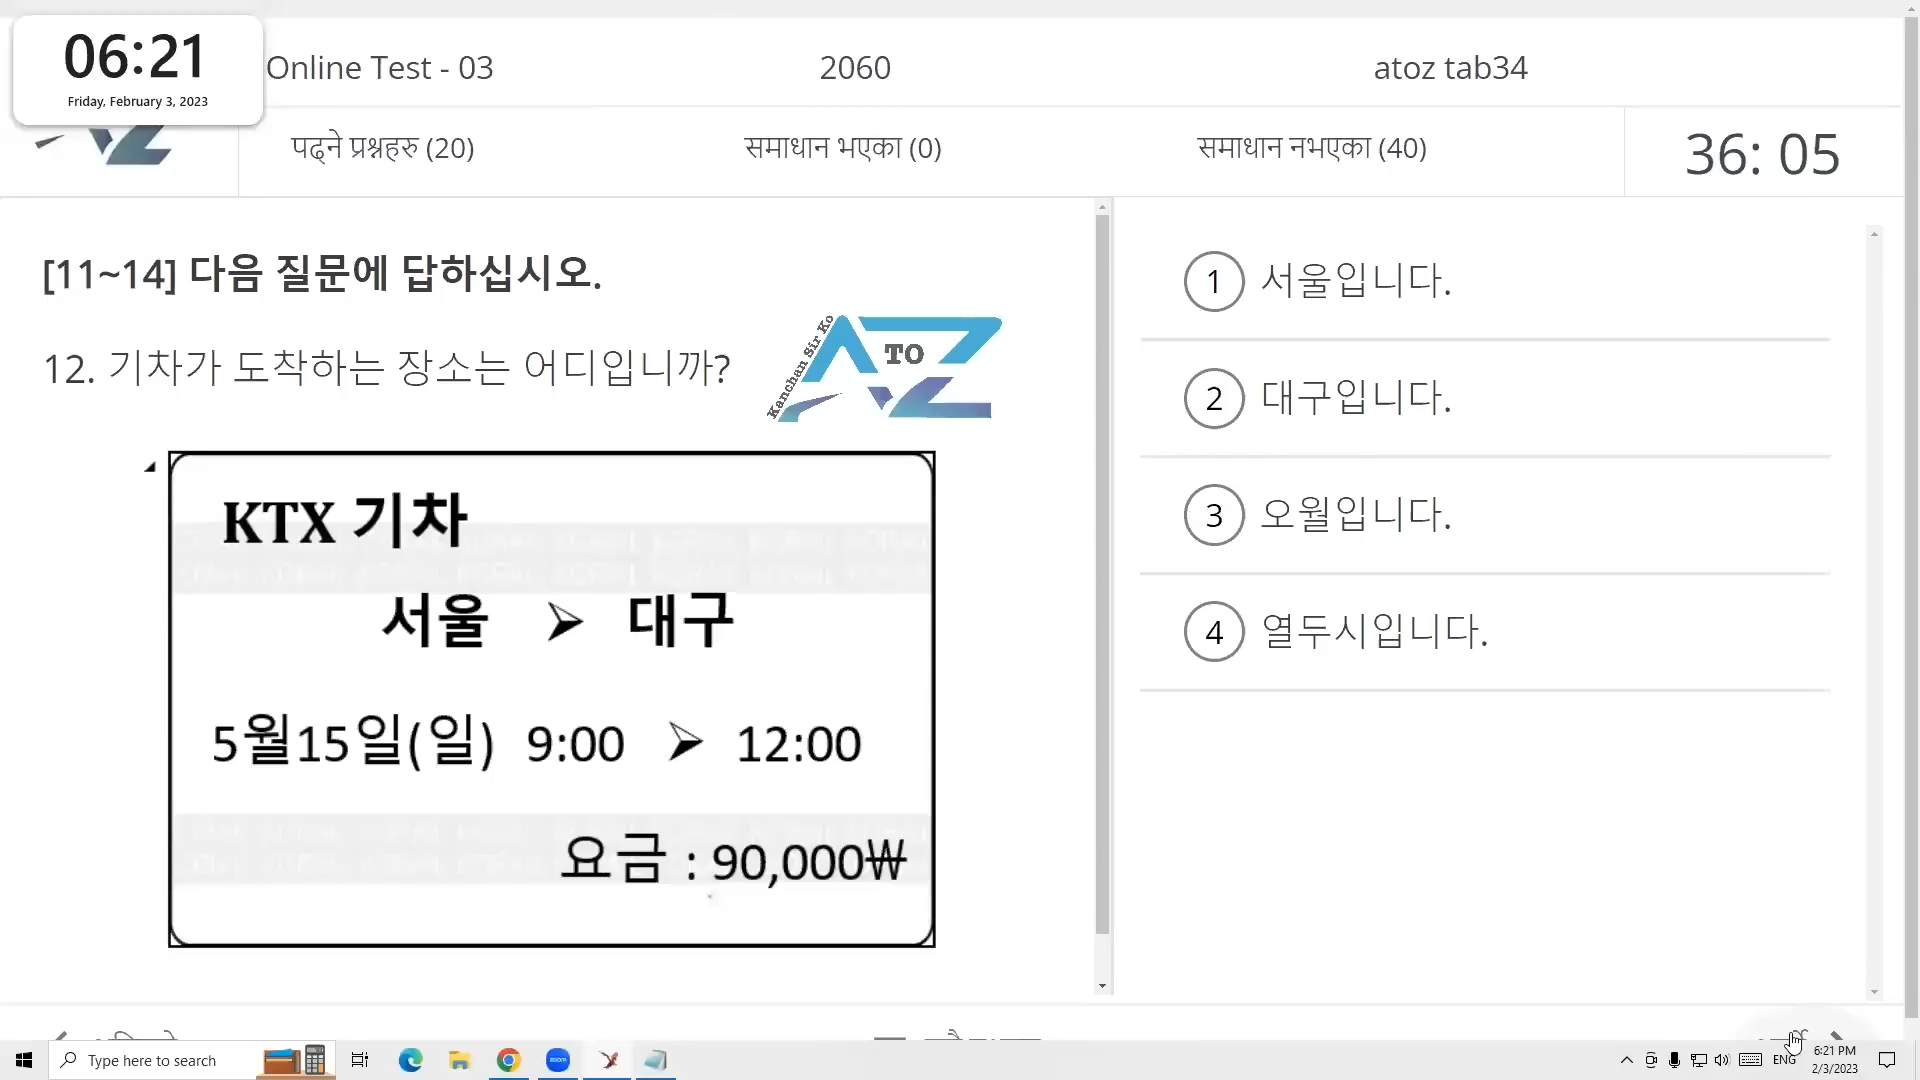 06:21
Friday, February 3, 2023
Online Test - 03
2060
atoz tab34
पढ्ने प्रश्नहरु (20)
समाधान भएका (0)
समाधान नभएका (40)
36: 05
[11~14] 다음 질문에 답하십시오.
12. 기차가 도착하는 장소는 어디입니까?
Kanchan Sir Ko
A TO Z
KTX 기차
서울 ➢ 대구
5월15일(일) 9:00 ➢ 12:00
요금 : 90,000₩
1 서울입니다.
2 대구입니다.
3 오월입니다.
4 열두시입니다.
Type here to search
zoom
ENG
6:21 PM
2/3/2023